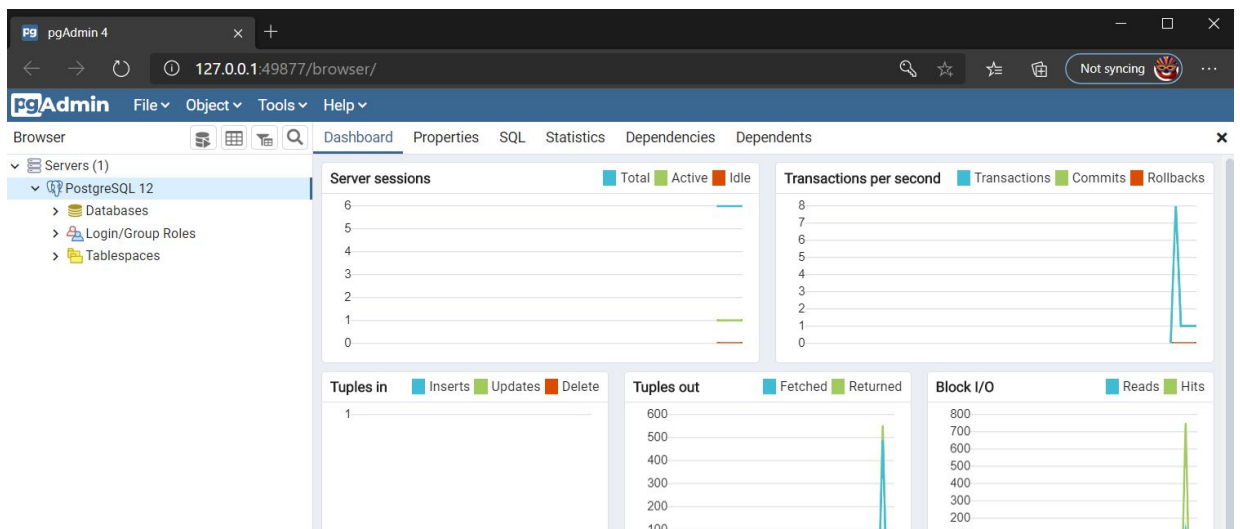 pgAdmin 4
127.0.0.1:49877/browser/
Not syncing
pgAdmin File Object Tools Help
Browser
Dashboard Properties SQL Statistics Dependencies Dependents
Servers (1)
PostgreSQL 12
Databases
Login/Group Roles
Tablespaces
Server sessions
Total Active Idle
6
5
4
3
2
1
0
Transactions per second
Transactions Commits Rollbacks
8
7
6
5
4
3
2
1
0
Tuples in
Inserts Updates Delete
1
Tuples out
Fetched Returned
600
500
400
300
200
100
Block I/O
Reads Hits
800
700
600
500
400
300
200